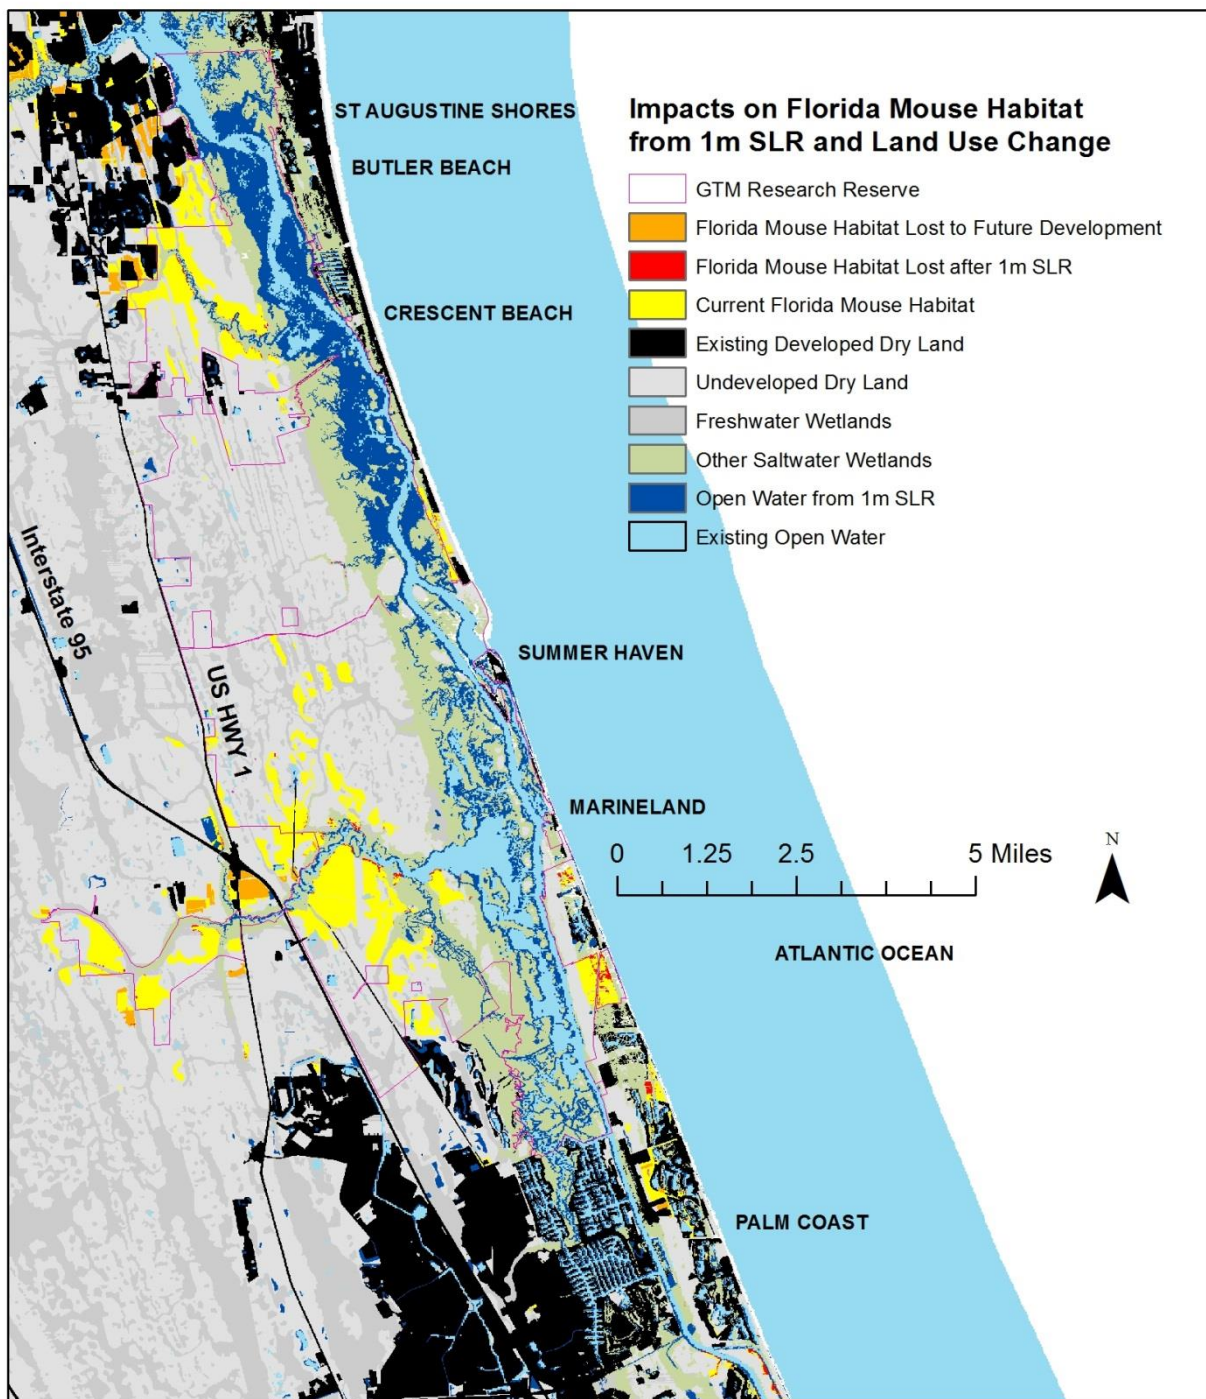 ST AUGUSTINE SHORES
BUTLER BEACH
CRESCENT BEACH
Impacts on Florida Mouse Habitat
from 1m SLR and Land Use Change
GTM Research Reserve
Florida Mouse Habitat Lost to Future Development
Florida Mouse Habitat Lost after 1m SLR
Current Florida Mouse Habitat
Existing Developed Dry Land
Undeveloped Dry Land
Freshwater Wetlands
Other Saltwater Wetlands
Open Water from 1m SLR
Existing Open Water
Interstate 95
US HWY 1
SUMMER HAVEN
MARINELAND
0 1.25 2.5 5 Miles
N
ATLANTIC OCEAN
PALM COAST